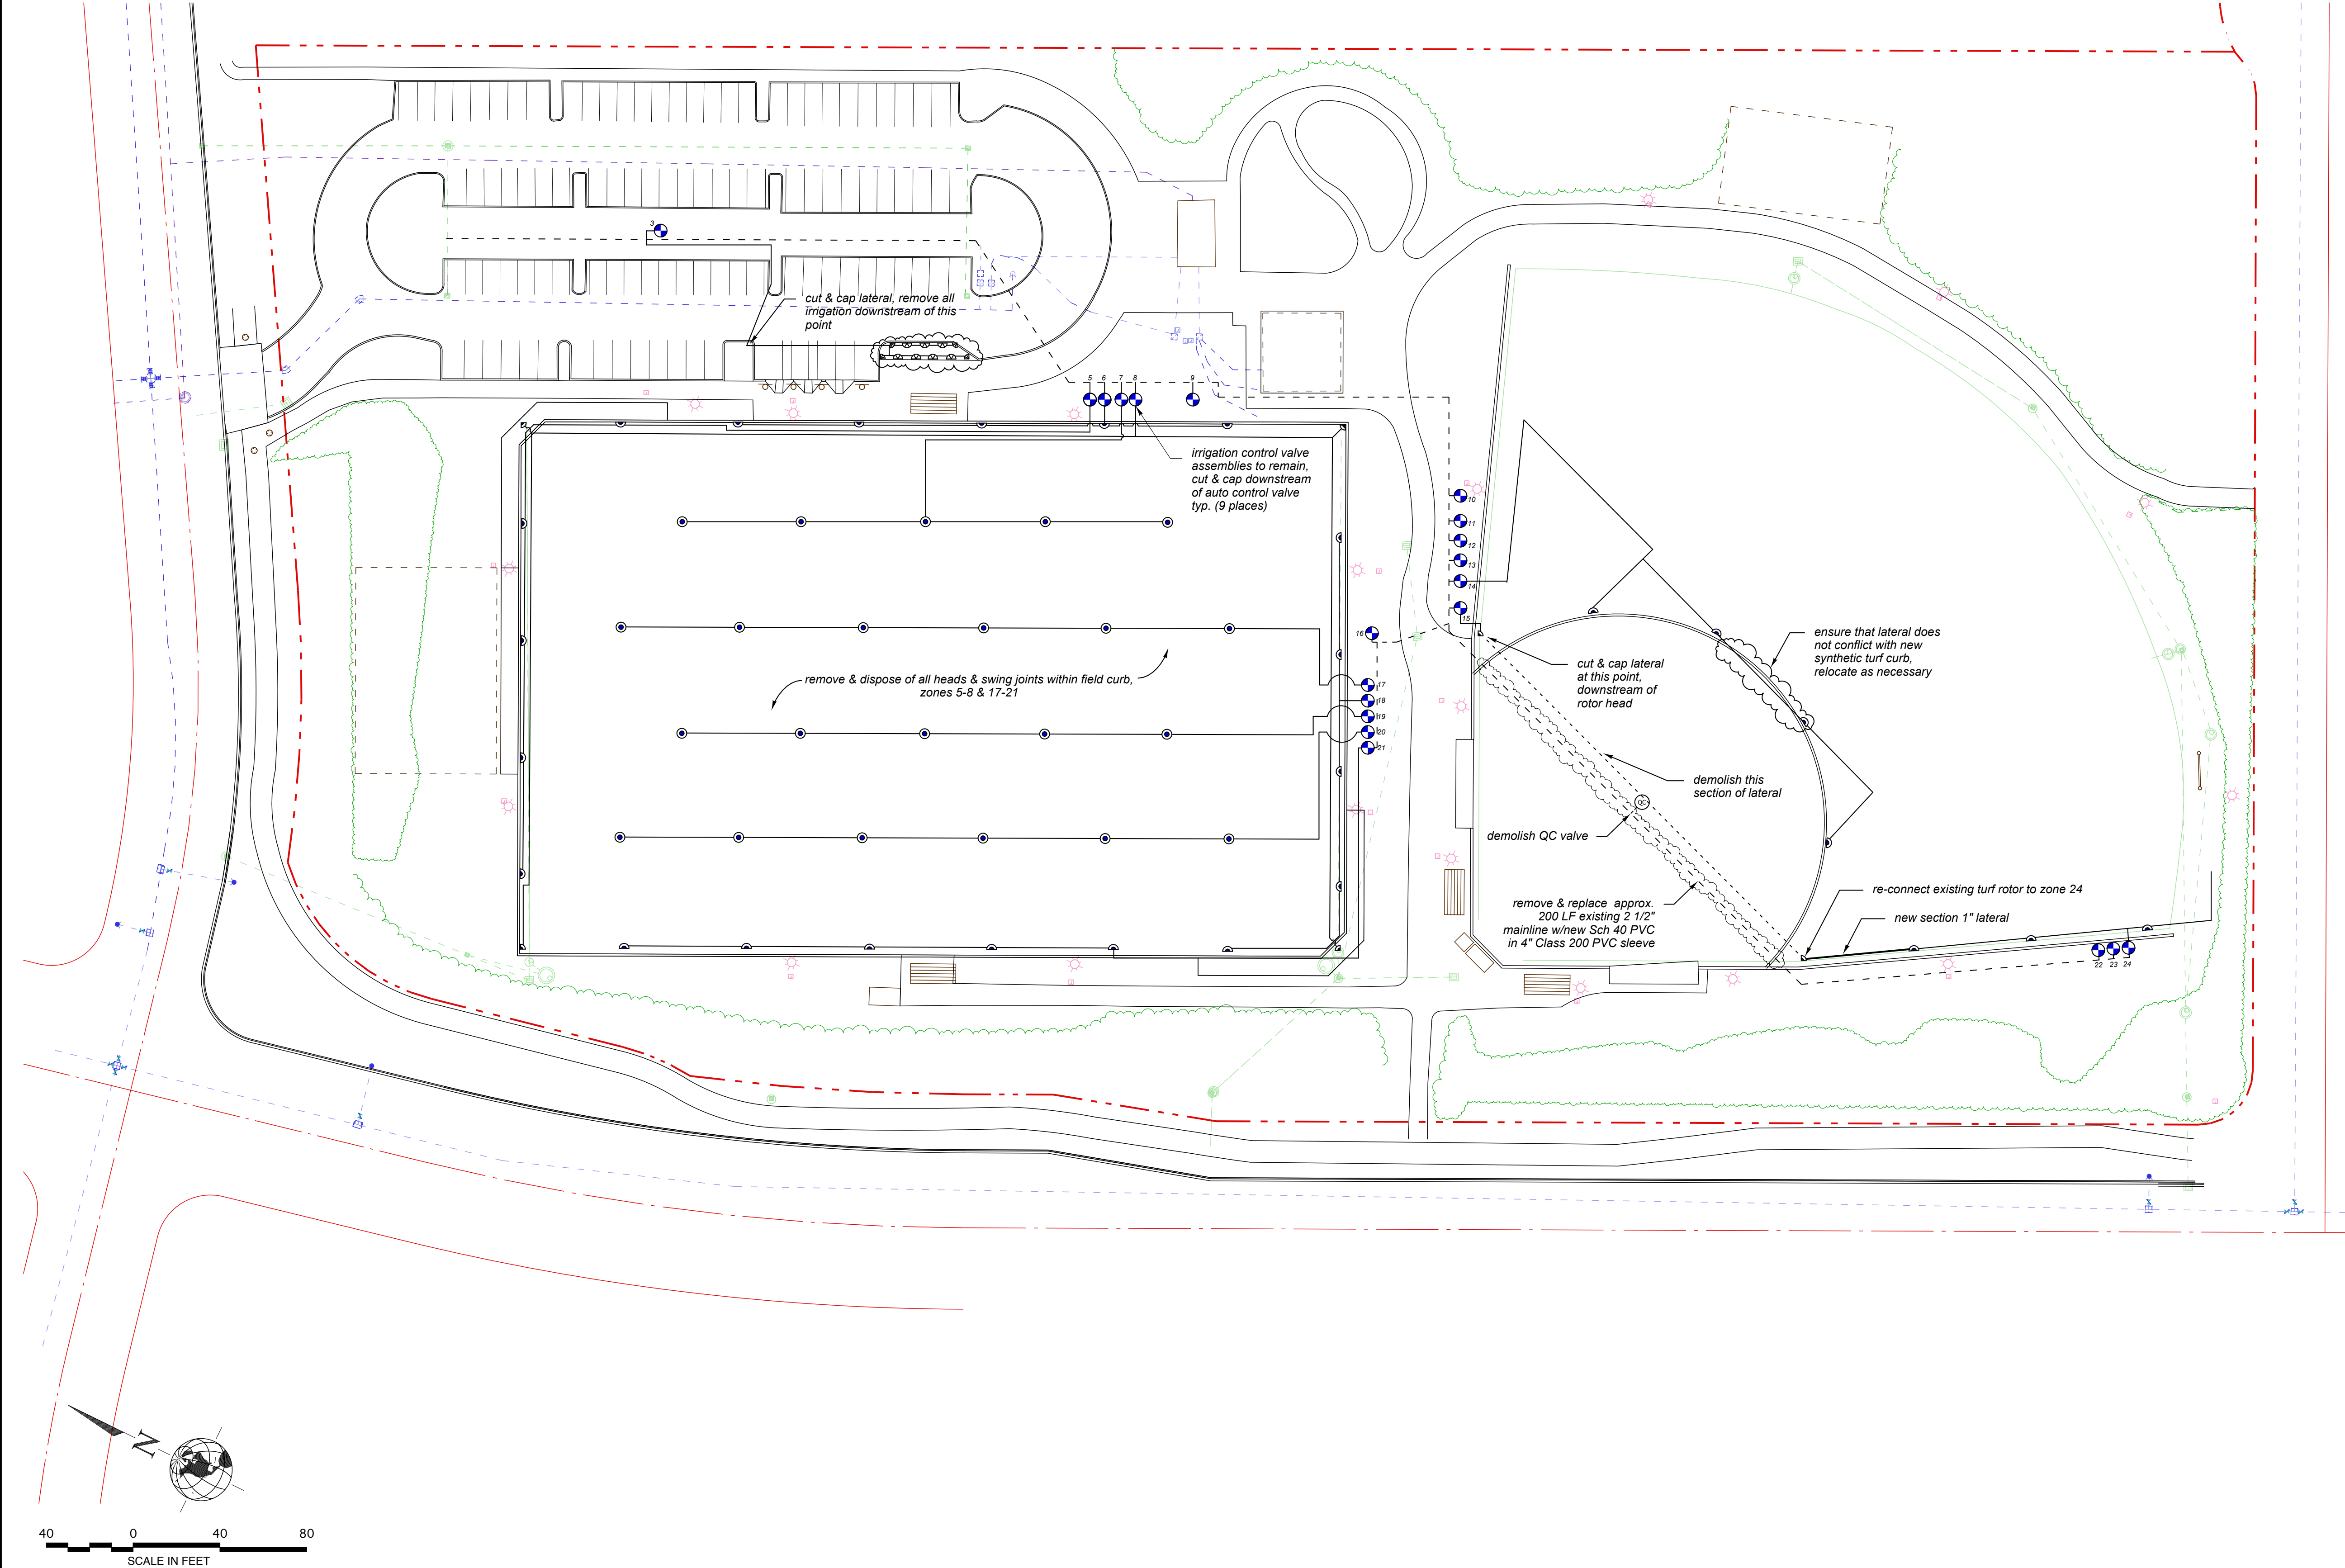 3
cut & cap lateral, remove all
irrigation downstream of this
point
5 6 7 8 9
irrigation control valve
assemblies to remain,
cut & cap downstream
of auto control valve
typ. (9 places)
10
11
12
13
14
15
16
17
18
19
20
21
remove & dispose of all heads & swing joints within field curb,
zones 5-8 & 17-21
cut & cap lateral
at this point,
downstream of
rotor head
ensure that lateral does
not conflict with new
synthetic turf curb,
relocate as necessary
demolish this
section of lateral
QC
demolish QC valve
remove & replace approx.
200 LF existing 2 1/2"
mainline w/new Sch 40 PVC
in 4" Class 200 PVC sleeve
re-connect existing turf rotor to zone 24
new section 1" lateral
22 23 24
N
40 0 40 80
SCALE IN FEET